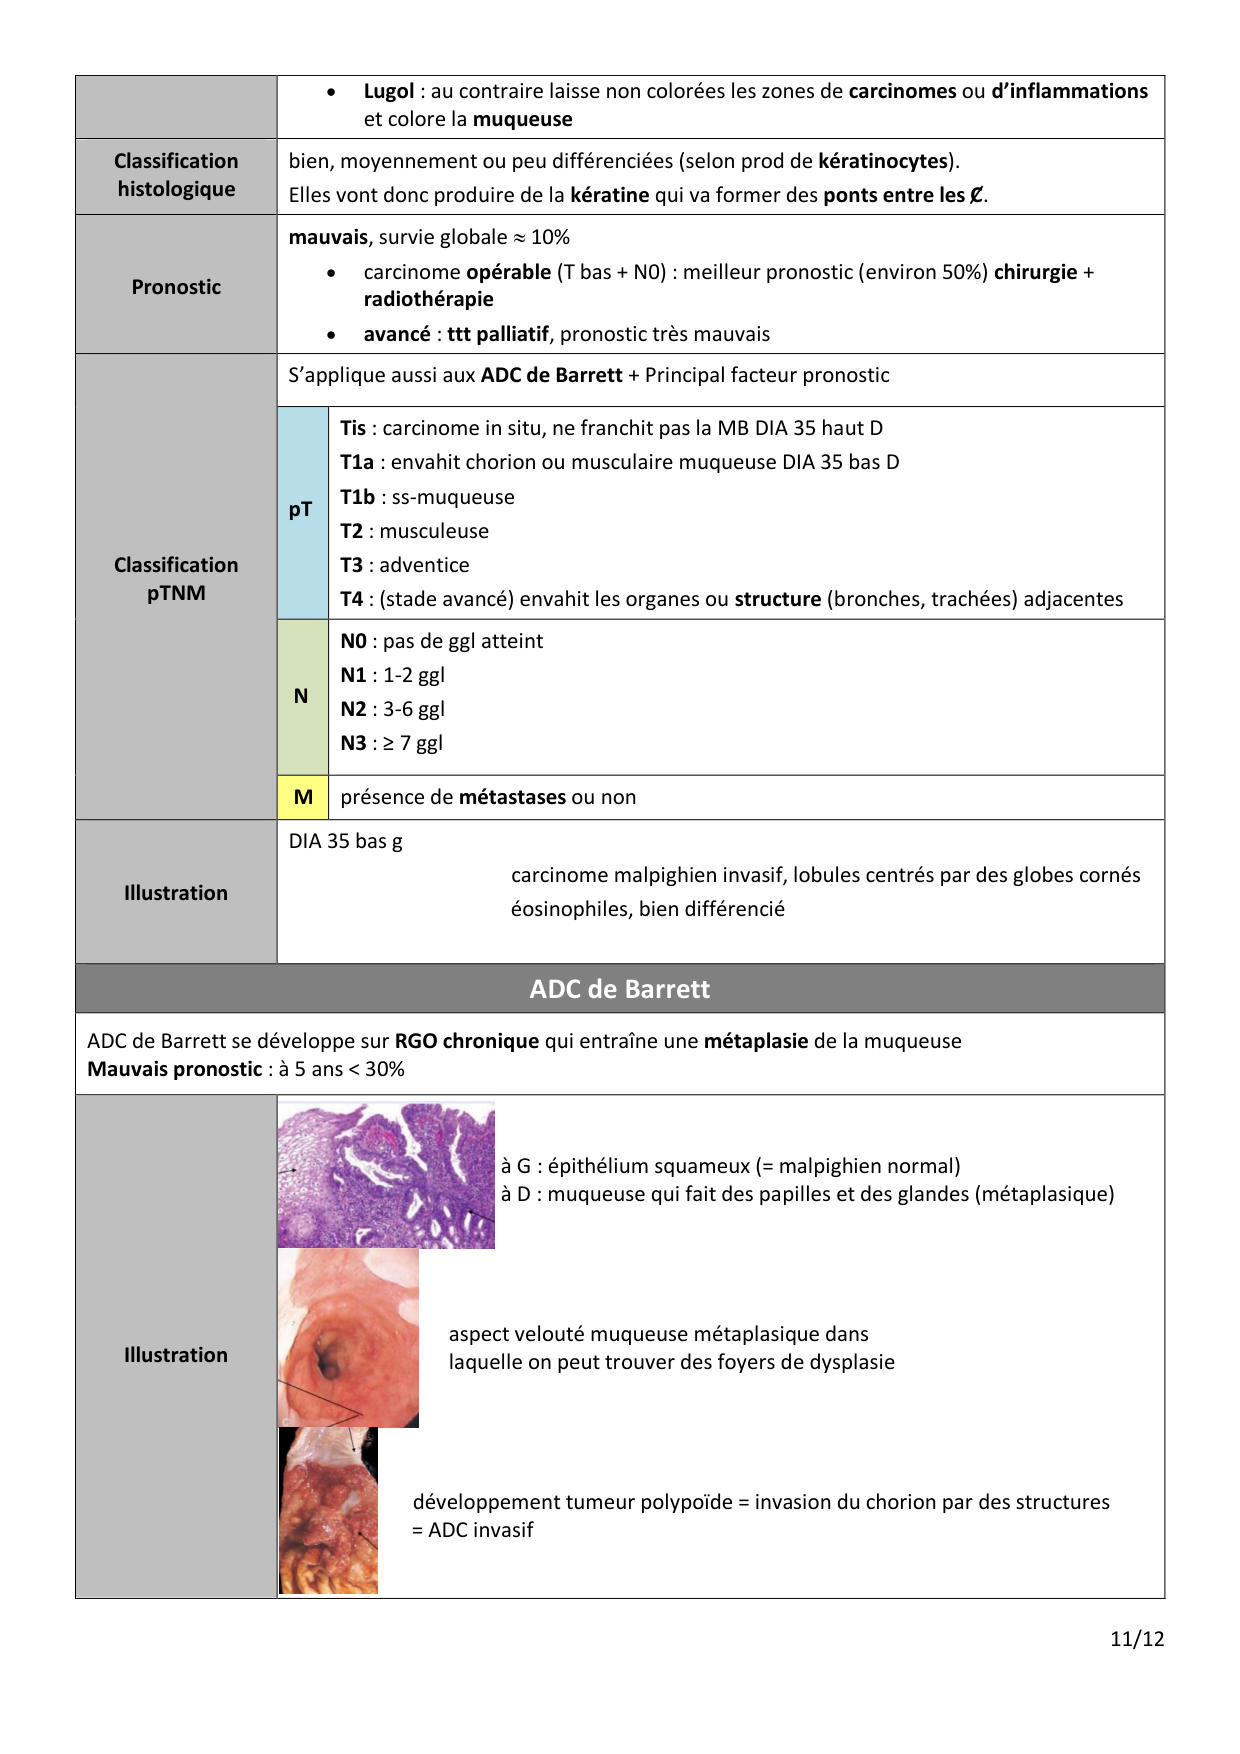 • Lugol : au contraire laisse non colorées les zones de carcinomes ou d’inflammations
et colore la muqueuse
Classification
histologique
bien, moyennement ou peu différenciées (selon prod de kératinocytes).
Elles vont donc produire de la kératine qui va former des ponts entre les Ȼ.
Pronostic
mauvais, survie globale ≈ 10%
• carcinome opérable (T bas + N0) : meilleur pronostic (environ 50%) chirurgie +
radiothérapie
• avancé : ttt palliatif, pronostic très mauvais
Classification
pTNM
S’applique aussi aux ADC de Barrett + Principal facteur pronostic
pT
Tis : carcinome in situ, ne franchit pas la MB DIA 35 haut D
T1a : envahit chorion ou musculaire muqueuse DIA 35 bas D
T1b : ss-muqueuse
T2 : musculeuse
T3 : adventice
T4 : (stade avancé) envahit les organes ou structure (bronches, trachées) adjacentes
N
N0 : pas de ggl atteint
N1 : 1-2 ggl
N2 : 3-6 ggl
N3 : ≥ 7 ggl
M
présence de métastases ou non
Illustration
DIA 35 bas g
carcinome malpighien invasif, lobules centrés par des globes cornés
éosinophiles, bien différencié
ADC de Barrett
ADC de Barrett se développe sur RGO chronique qui entraîne une métaplasie de la muqueuse
Mauvais pronostic : à 5 ans < 30%
Illustration
à G : épithélium squameux (= malpighien normal)
à D : muqueuse qui fait des papilles et des glandes (métaplasique)
aspect velouté muqueuse métaplasique dans
laquelle on peut trouver des foyers de dysplasie
développement tumeur polypoïde = invasion du chorion par des structures
= ADC invasif
11/12